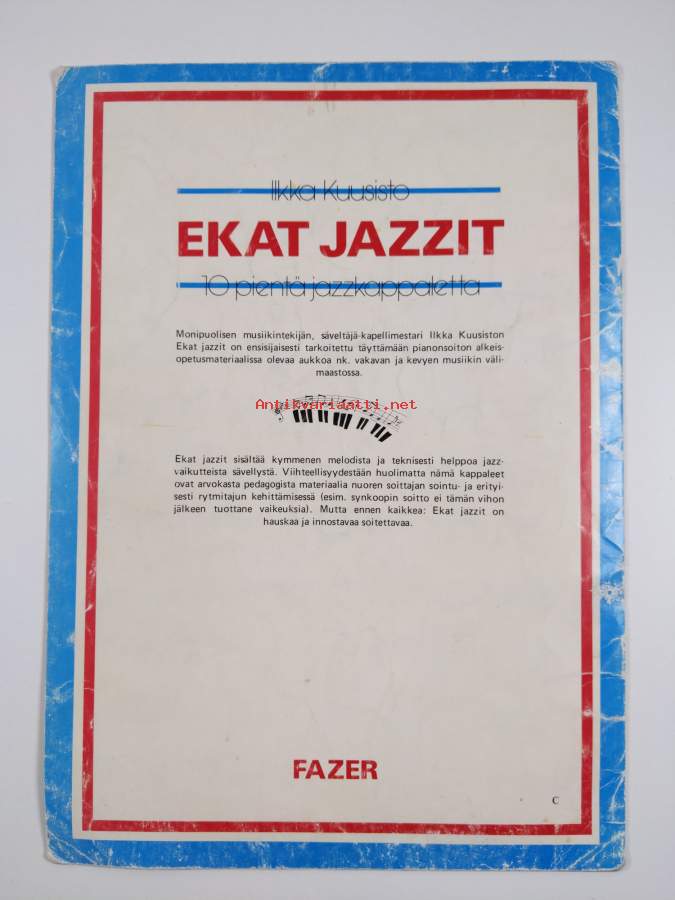 Ilkka Kuusisto
EKAT JAZZIT
10 pientä jazzkappaletta
Monipuolisen musiikintekijän, säveltäjä-kapellimestari Ilkka Kuusiston
Ekat jazzit on ensisijaisesti tarkoitettu täyttämään pianonsoiton alkeis-
opetusmateriaalissa olevaa aukkoa nk. vakavan ja kevyen musiikin väli-
maastossa.
Antikvariaatti.net
Ekat jazzit sisältää kymmenen melodista ja teknisesti helppoa jazz-
vaikutteista sävellystä. Viihteellisyydestään huolimatta nämä kappaleet
ovat arvokasta pedagogista materiaalia nuoren soittajan sointu- ja erityi-
sesti rytmitajun kehittämisessä (esim. synkoopin soitto ei tämän vihon
jälkeen tuottane vaikeuksia). Mutta ennen kaikkea: Ekat jazzit on
hauskaa ja innostavaa soitettavaa.
FAZER
C